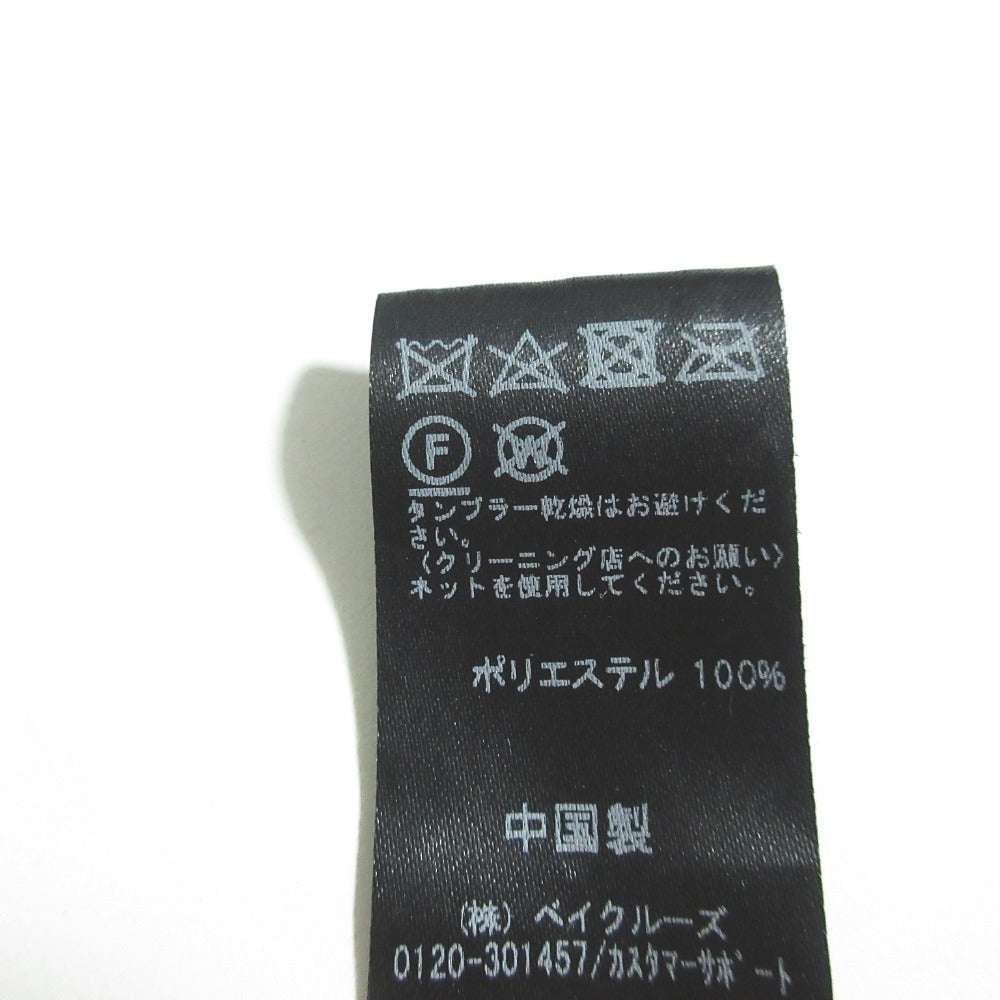 F W
タンブラー乾燥はお避けくだ
さい。
〈クリーニング店へのお願い〉
ネットを使用してください。
ポリエステル 100%
中国製
(株) ベイクルーズ
0120-301457/カスタマーサポート